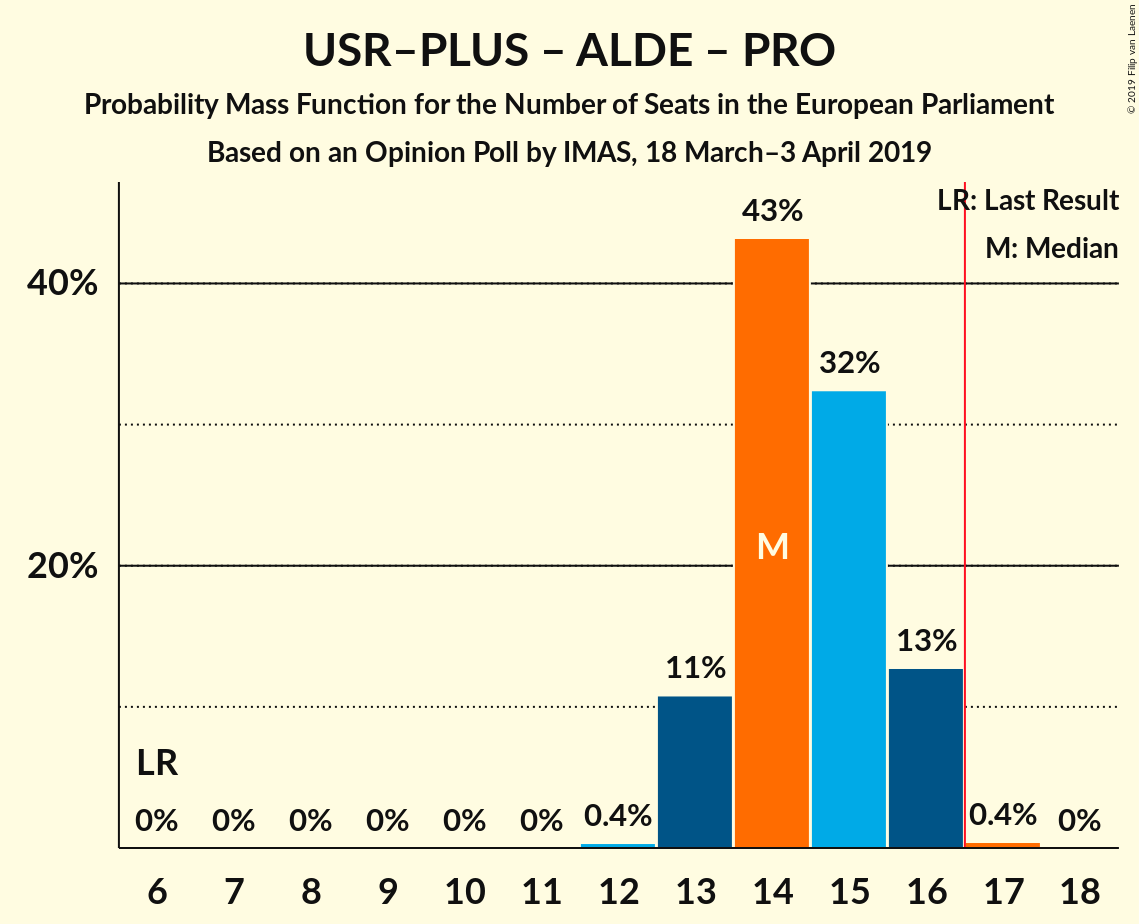 USR–PLUS – ALDE – PRO
Probability Mass Function for the Number of Seats in the European Parliament
Based on an Opinion Poll by IMAS, 18 March–3 April 2019
© 2019 Filip van Laenen
LR: Last Result
M: Median
43%
40%
32%
M
20%
13%
11%
LR
0% 0% 0% 0% 0% 0% 0.4% 0.4% 0%
6 7 8 9 10 11 12 13 14 15 16 17 18